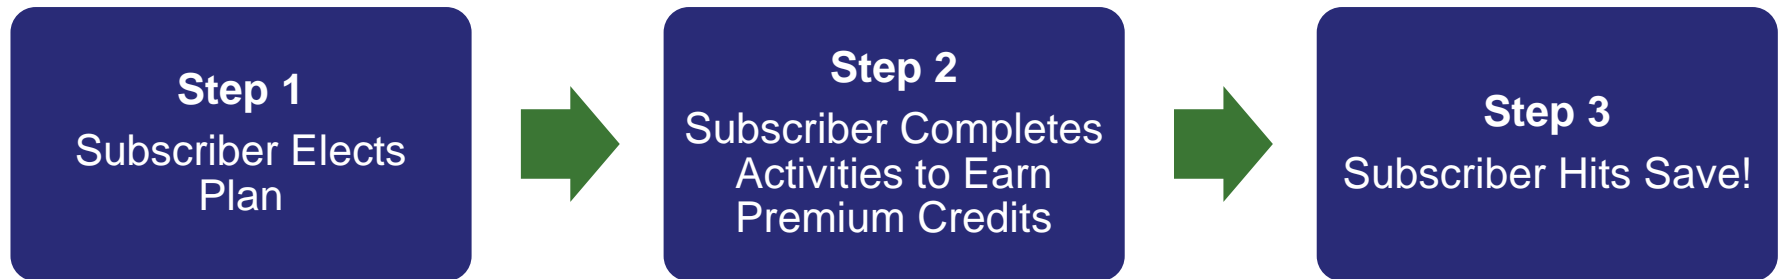 Step 1
Subscriber Elects
Plan
Step 2
Subscriber Completes
Activities to Earn
Premium Credits
Step 3
Subscriber Hits Save!